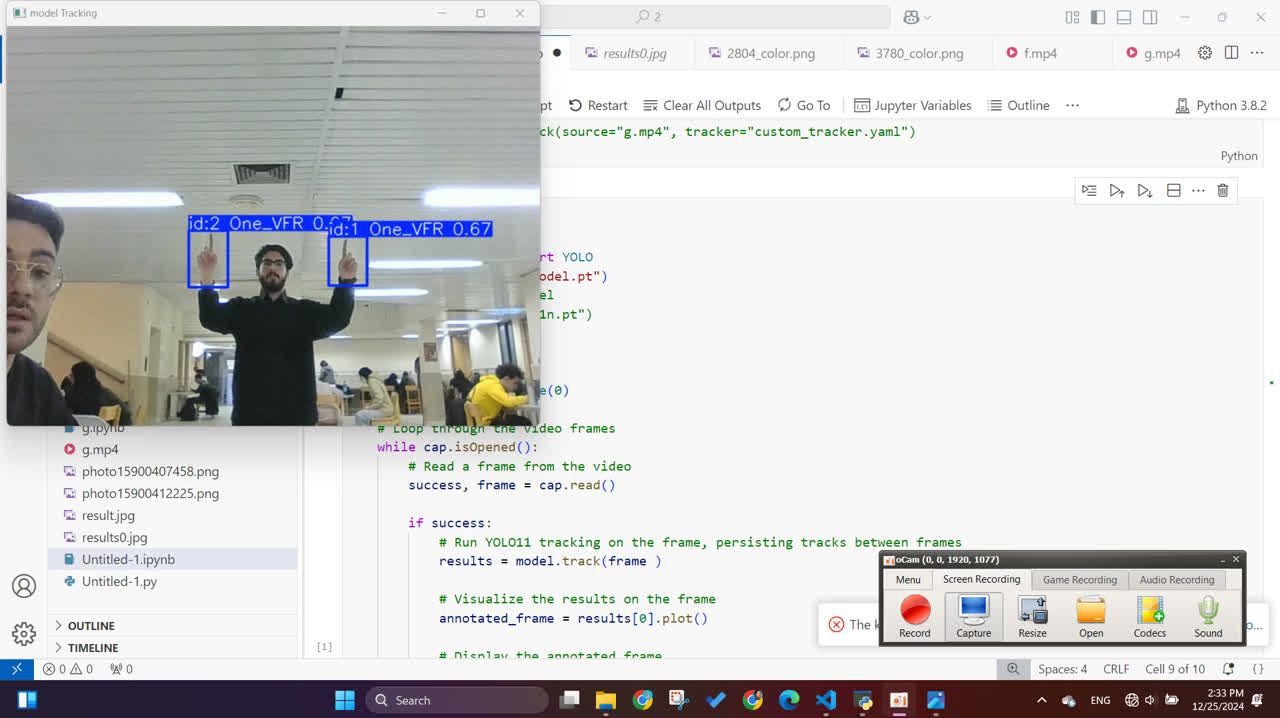 model Tracking
2
results0.jpg
2804_color.png
3780_color.png
f.mp4
g.mp4
pt
Restart
Clear All Outputs
Go To
Jupyter Variables
Outline
Python 3.8.2
ck(source="g.mp4", tracker="custom_tracker.yaml")
Python
id:2 One_VFR 0.67
id:1 One_VFR 0.67
rt YOLO
odel.pt")
el
1n.pt")
e(0)
# Loop through the video frames
while cap.isOpened():
# Read a frame from the video
success, frame = cap.read()
if success:
# Run YOLO11 tracking on the frame, persisting tracks between frames
results = model.track(frame )
# Visualize the results on the frame
annotated_frame = results[0].plot()
# Display the annotated frame
[1]
g.ipynb
g.mp4
photo15900407458.png
photo15900412225.png
result.jpg
results0.jpg
Untitled-1.ipynb
Untitled-1.py
OUTLINE
TIMELINE
oCam (0, 0, 1920, 1077)
Menu
Screen Recording
Game Recording
Audio Recording
Record
Capture
Resize
Open
Codecs
Sound
The k
o...
0
0
0
Spaces: 4
CRLF
Cell 9 of 10
Search
ENG
2:33 PM
12/25/2024